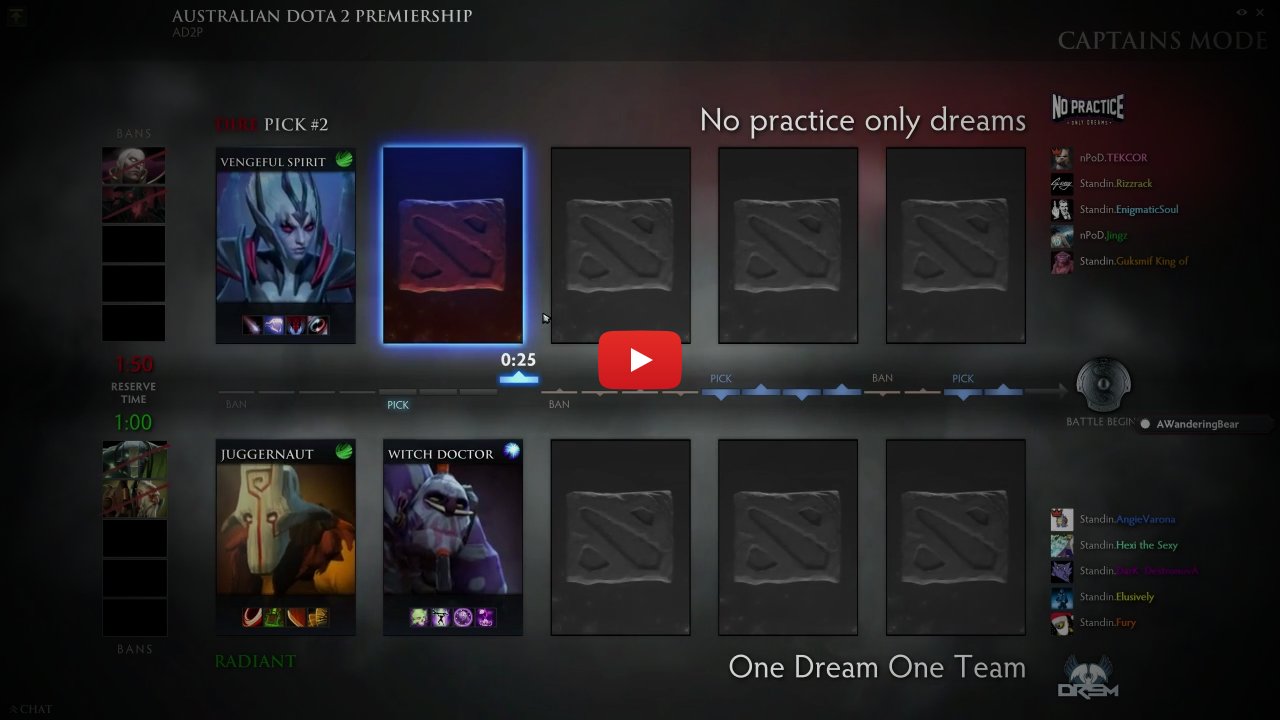 AUSTRALIAN DOTA 2 PREMIERSHIP
AD2P
CAPTAINS MODE
BANS
DIRE PICK #2
No practice only dreams
NO PRACTICE
ONLY DREAMS
VENGEFUL SPIRIT
nPoD.TEKCOR
Standin.Rizzrack
Standin.EnigmaticSoul
nPoD.Jingz
Standin.Guksmif King of
1:50
RESERVE
TIME
1:00
0:25
BAN
PICK
BAN
PICK
BAN
PICK
BATTLE BEGIN
AWanderingBear
JUGGERNAUT
WITCH DOCTOR
Standin.AngieVarona
Standin.Hexi the Sexy
Standin.
Standin.Elusively
Standin.Fury
BANS
RADIANT
One Dream One Team
DRSM
CHAT